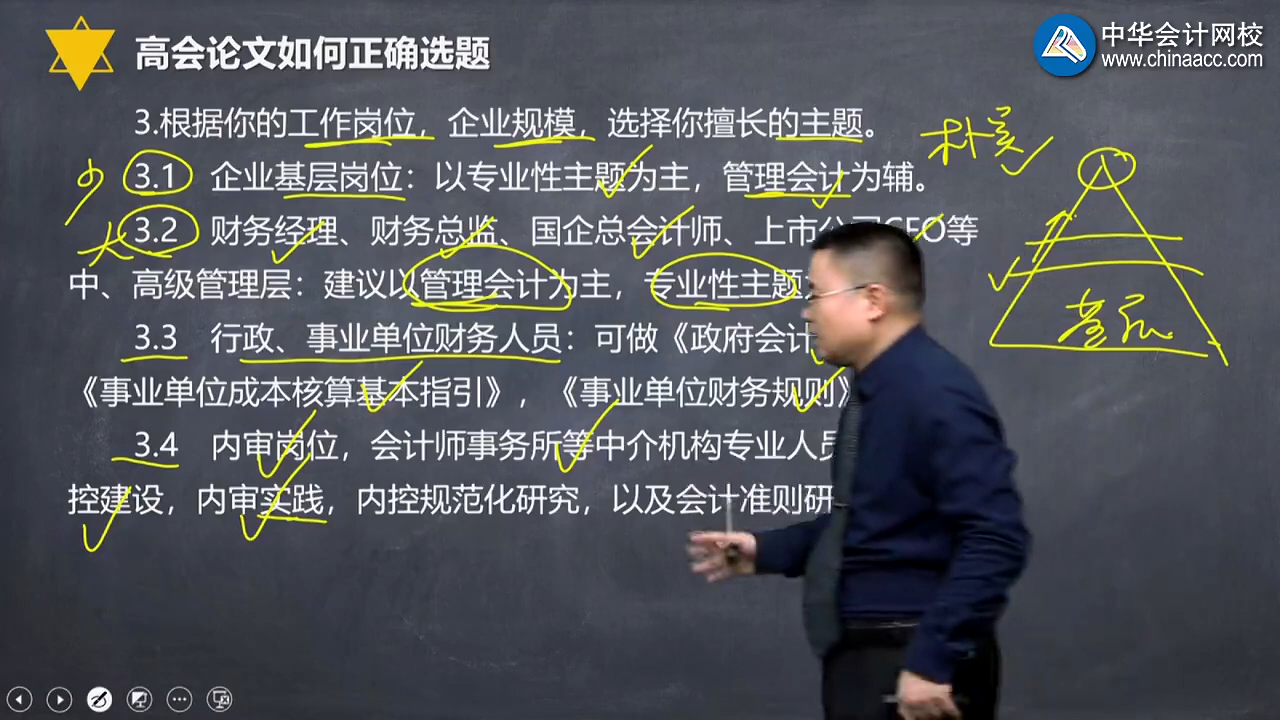 高会论文如何正确选题
中华会计网校
www.chinaacc.com
3.根据你的工作岗位，企业规模，选择你擅长的主题。
3.1 企业基层岗位：以专业性主题为主，管理会计为辅。
少
3.2 财务经理、财务总监、国企总会计师、上市公司CFO等
大
中、高级管理层：建议以管理会计为主，专业性主题
3.3 行政、事业单位财务人员：可做《政府会计
《事业单位成本核算基本指引》，《事业单位财务规则》
3.4 内审岗位，会计师事务所等中介机构专业人员
控建设，内审实践，内控规范化研究，以及会计准则研